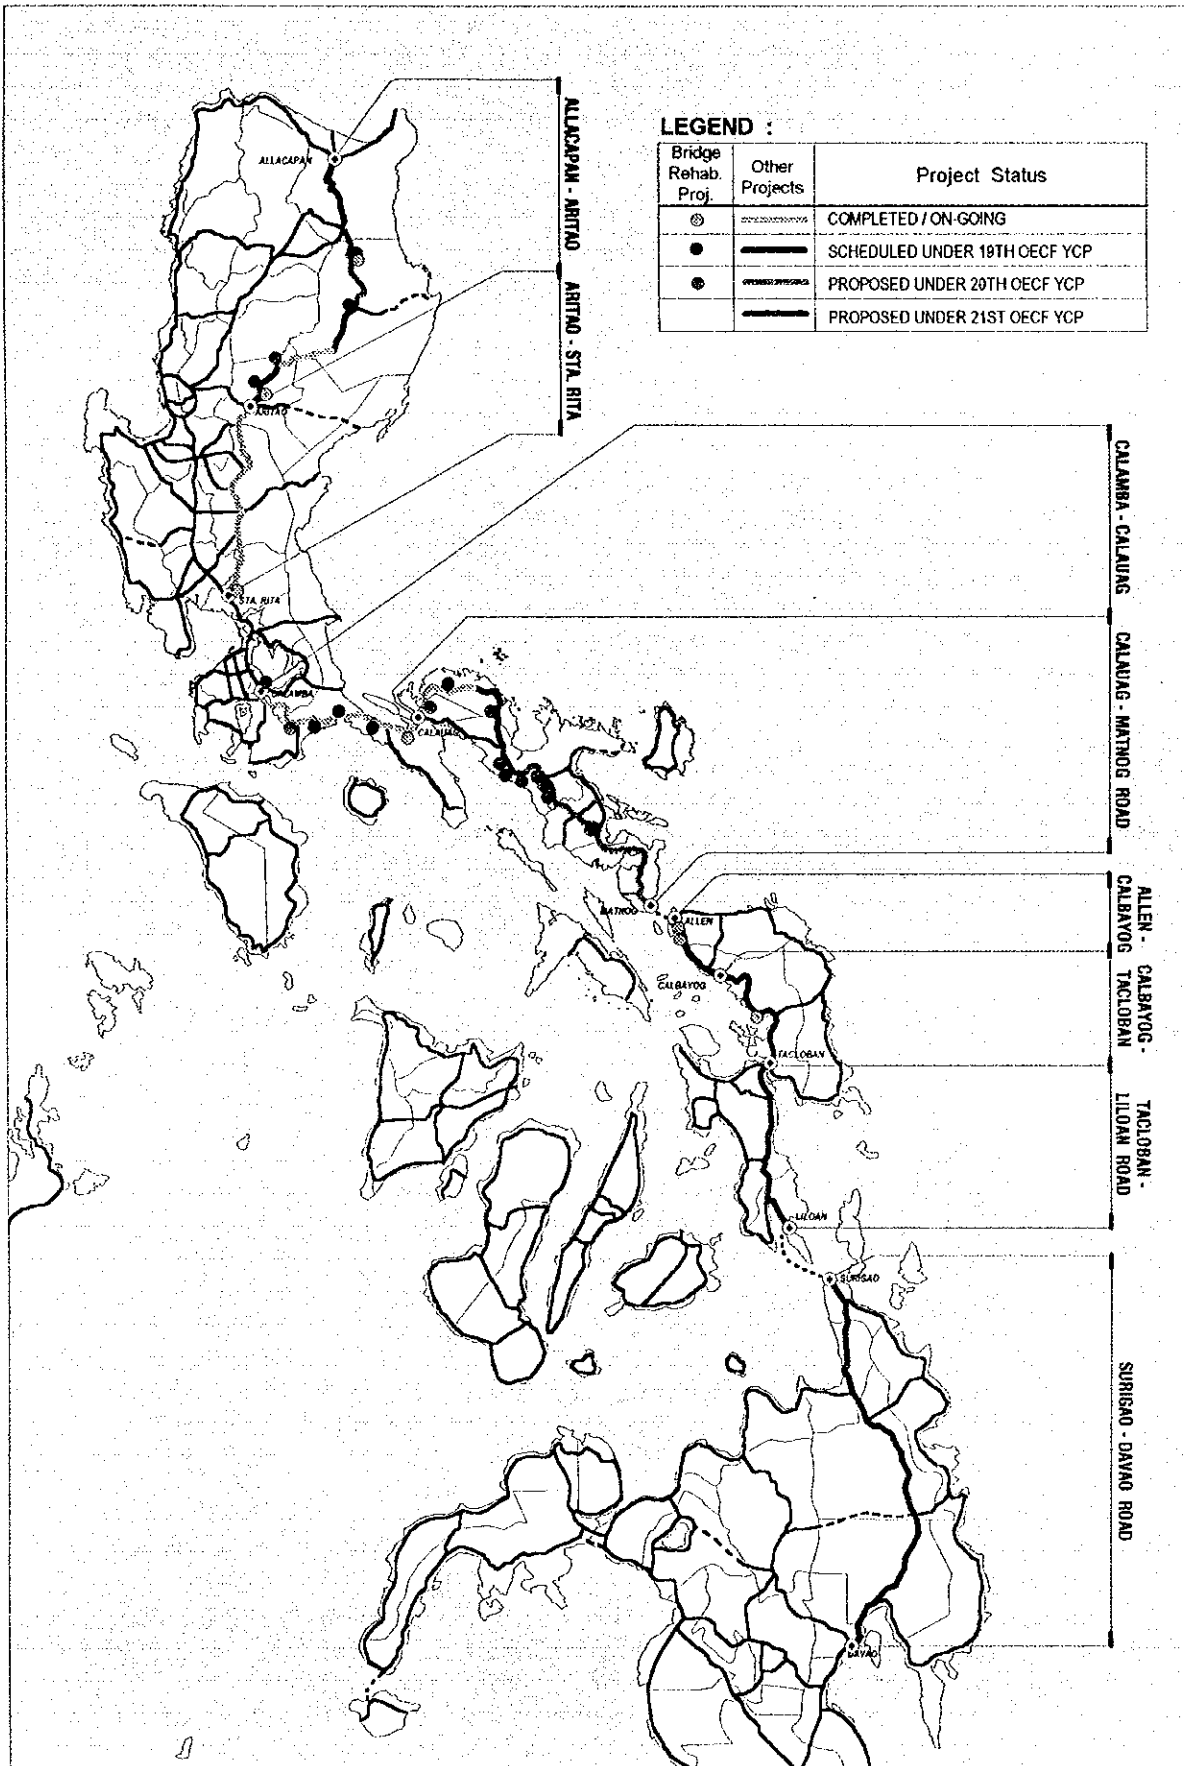 LEGEND :
Bridge Rehab. Proj.
Other Projects
Project Status
COMPLETED / ON-GOING
SCHEDULED UNDER 19TH OECF YCP
PROPOSED UNDER 20TH OECF YCP
PROPOSED UNDER 21ST OECF YCP
ALLACAPAN - ARITAO
ARITAO - STA. RITA
CALAMBA - CALAUAG
CALAUAG - MATNOG ROAD
ALLEN - CALBAYOG
CALBAYOG - TACLOBAN
TACLOBAN - LILOAN ROAD
SURIGAO - DAVAO ROAD
ALLACAPAN
ARITAO
STA. RITA
CALAMBA
CALAUAG
MATNOG
ALLEN
CALBAYOG
TACLOBAN
LILOAN
SURIGAO
DAVAO